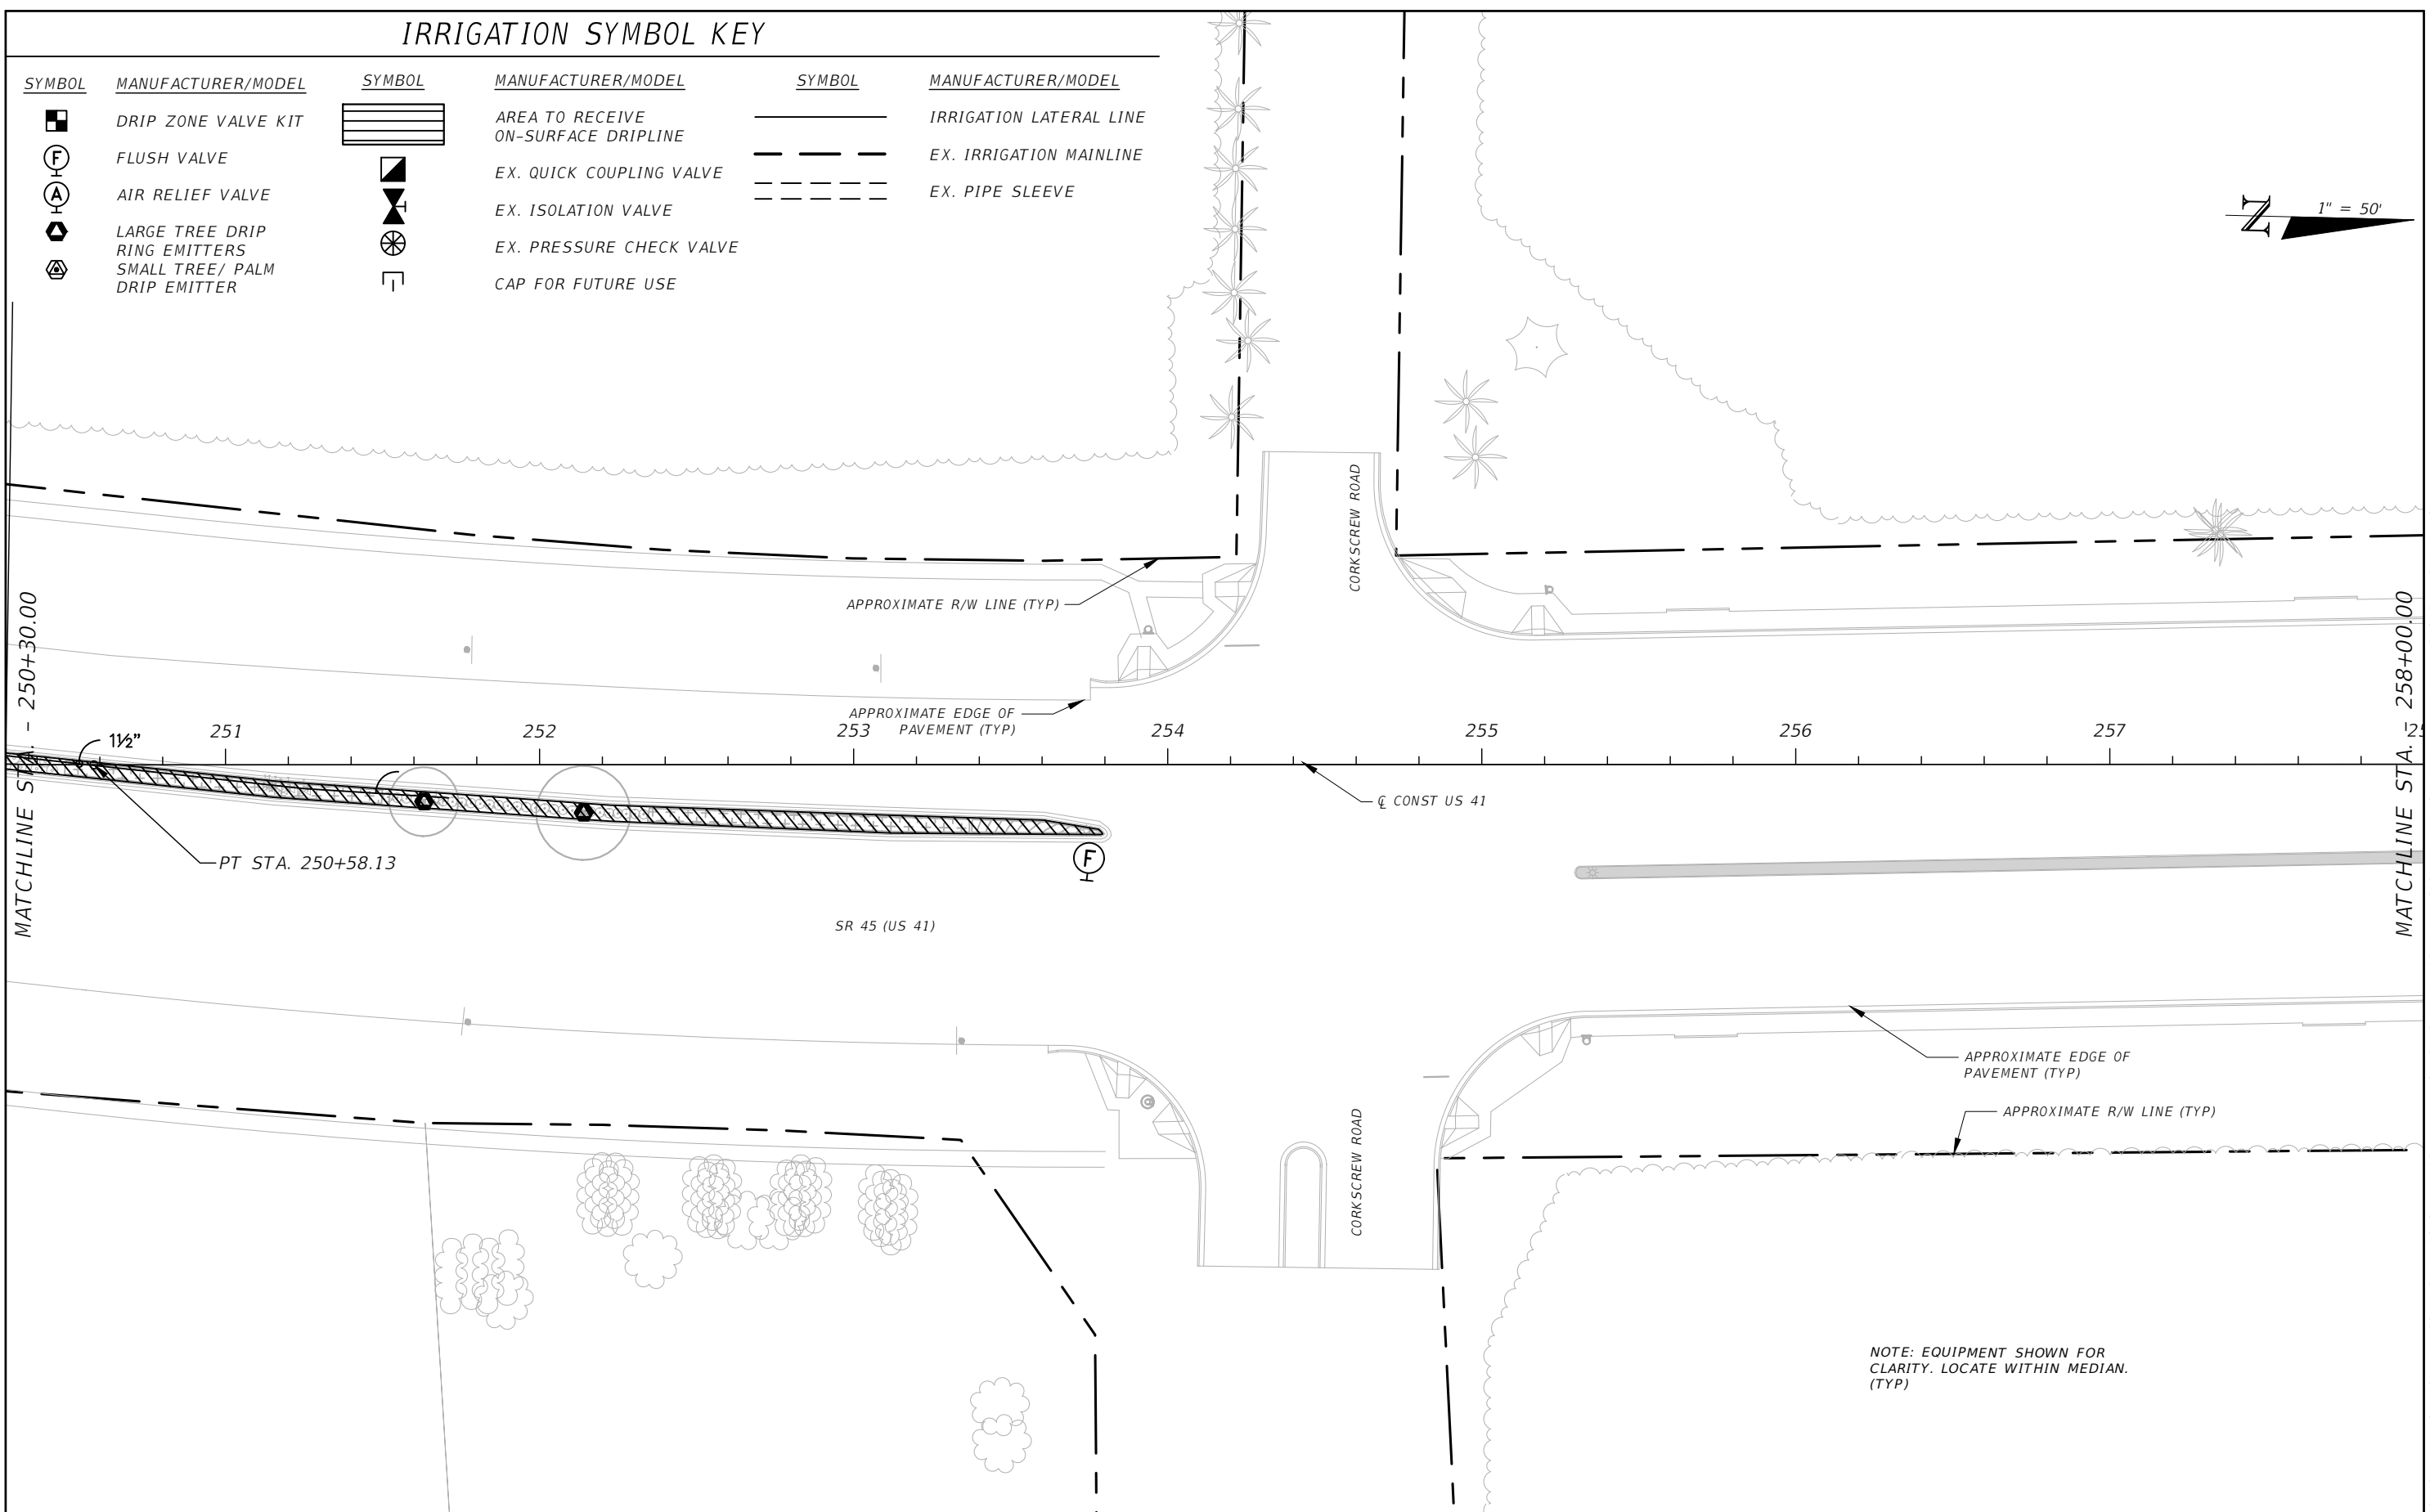 IRRIGATION SYMBOL KEY
SYMBOL MANUFACTURER/MODEL
DRIP ZONE VALVE KIT
F FLUSH VALVE
A AIR RELIEF VALVE
LARGE TREE DRIP
RING EMITTERS
SMALL TREE/ PALM
DRIP EMITTER
SYMBOL MANUFACTURER/MODEL
AREA TO RECEIVE
ON-SURFACE DRIPLINE
EX. QUICK COUPLING VALVE
EX. ISOLATION VALVE
EX. PRESSURE CHECK VALVE
CAP FOR FUTURE USE
SYMBOL MANUFACTURER/MODEL
IRRIGATION LATERAL LINE
EX. IRRIGATION MAINLINE
EX. PIPE SLEEVE
N
1" = 50'
CORKSCREW ROAD
APPROXIMATE R/W LINE (TYP)
APPROXIMATE EDGE OF
PAVEMENT (TYP)
MATCHLINE STA. - 250+30.00
251 252 253 254 255 256 257 25
MATCHLINE STA. - 258+00.00
1½"
℄ CONST US 41
PT STA. 250+58.13
F
SR 45 (US 41)
APPROXIMATE EDGE OF
PAVEMENT (TYP)
APPROXIMATE R/W LINE (TYP)
CORKSCREW ROAD
NOTE: EQUIPMENT SHOWN FOR
CLARITY. LOCATE WITHIN MEDIAN.
(TYP)